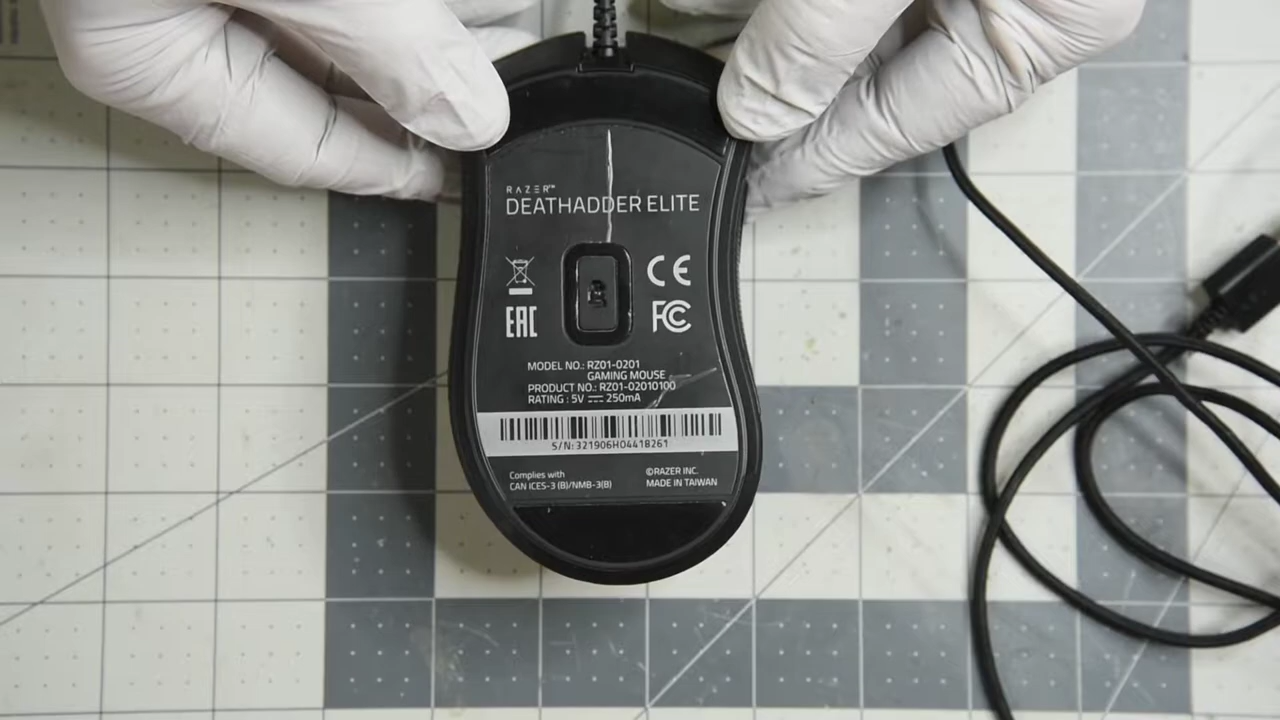 RAZER™
DEATHADDER ELITE
CE
EAC
FC
MODEL NO.: RZ01-0201
GAMING MOUSE
PRODUCT NO.: RZ01-02010100
RATING : 5V ⎓ 250mA
S/N: 321906H04418261
Complies with
CAN ICES-3 (B)/NMB-3(B)
©RAZER INC.
MADE IN TAIWAN